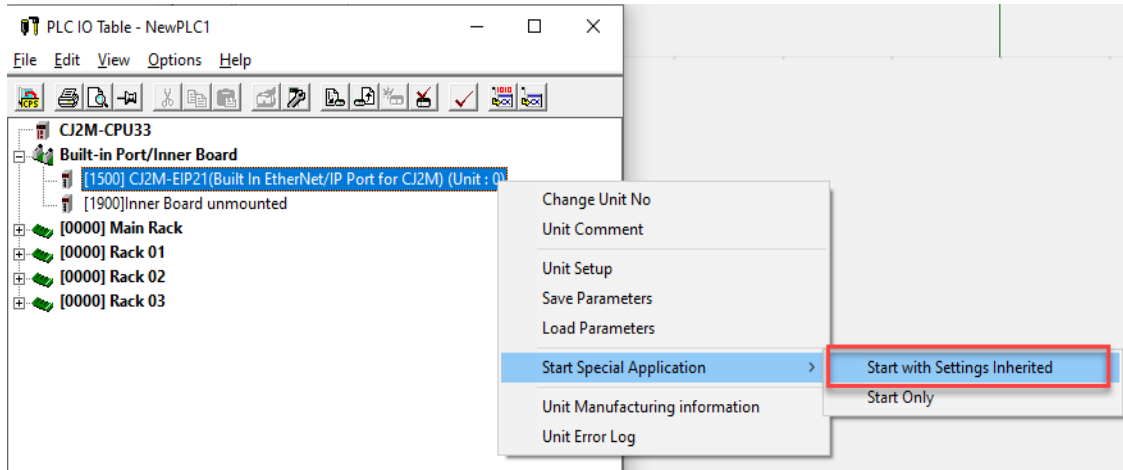 PLC IO Table - NewPLC1
File Edit View Options Help
CJ2M-CPU33
Built-in Port/Inner Board
[1500] CJ2M-EIP21(Built In EtherNet/IP Port for CJ2M) (Unit : 0)
[1900]Inner Board unmounted
[0000] Main Rack
[0000] Rack 01
[0000] Rack 02
[0000] Rack 03
Change Unit No
Unit Comment
Unit Setup
Save Parameters
Load Parameters
Start Special Application
Unit Manufacturing information
Unit Error Log
Start with Settings Inherited
Start Only